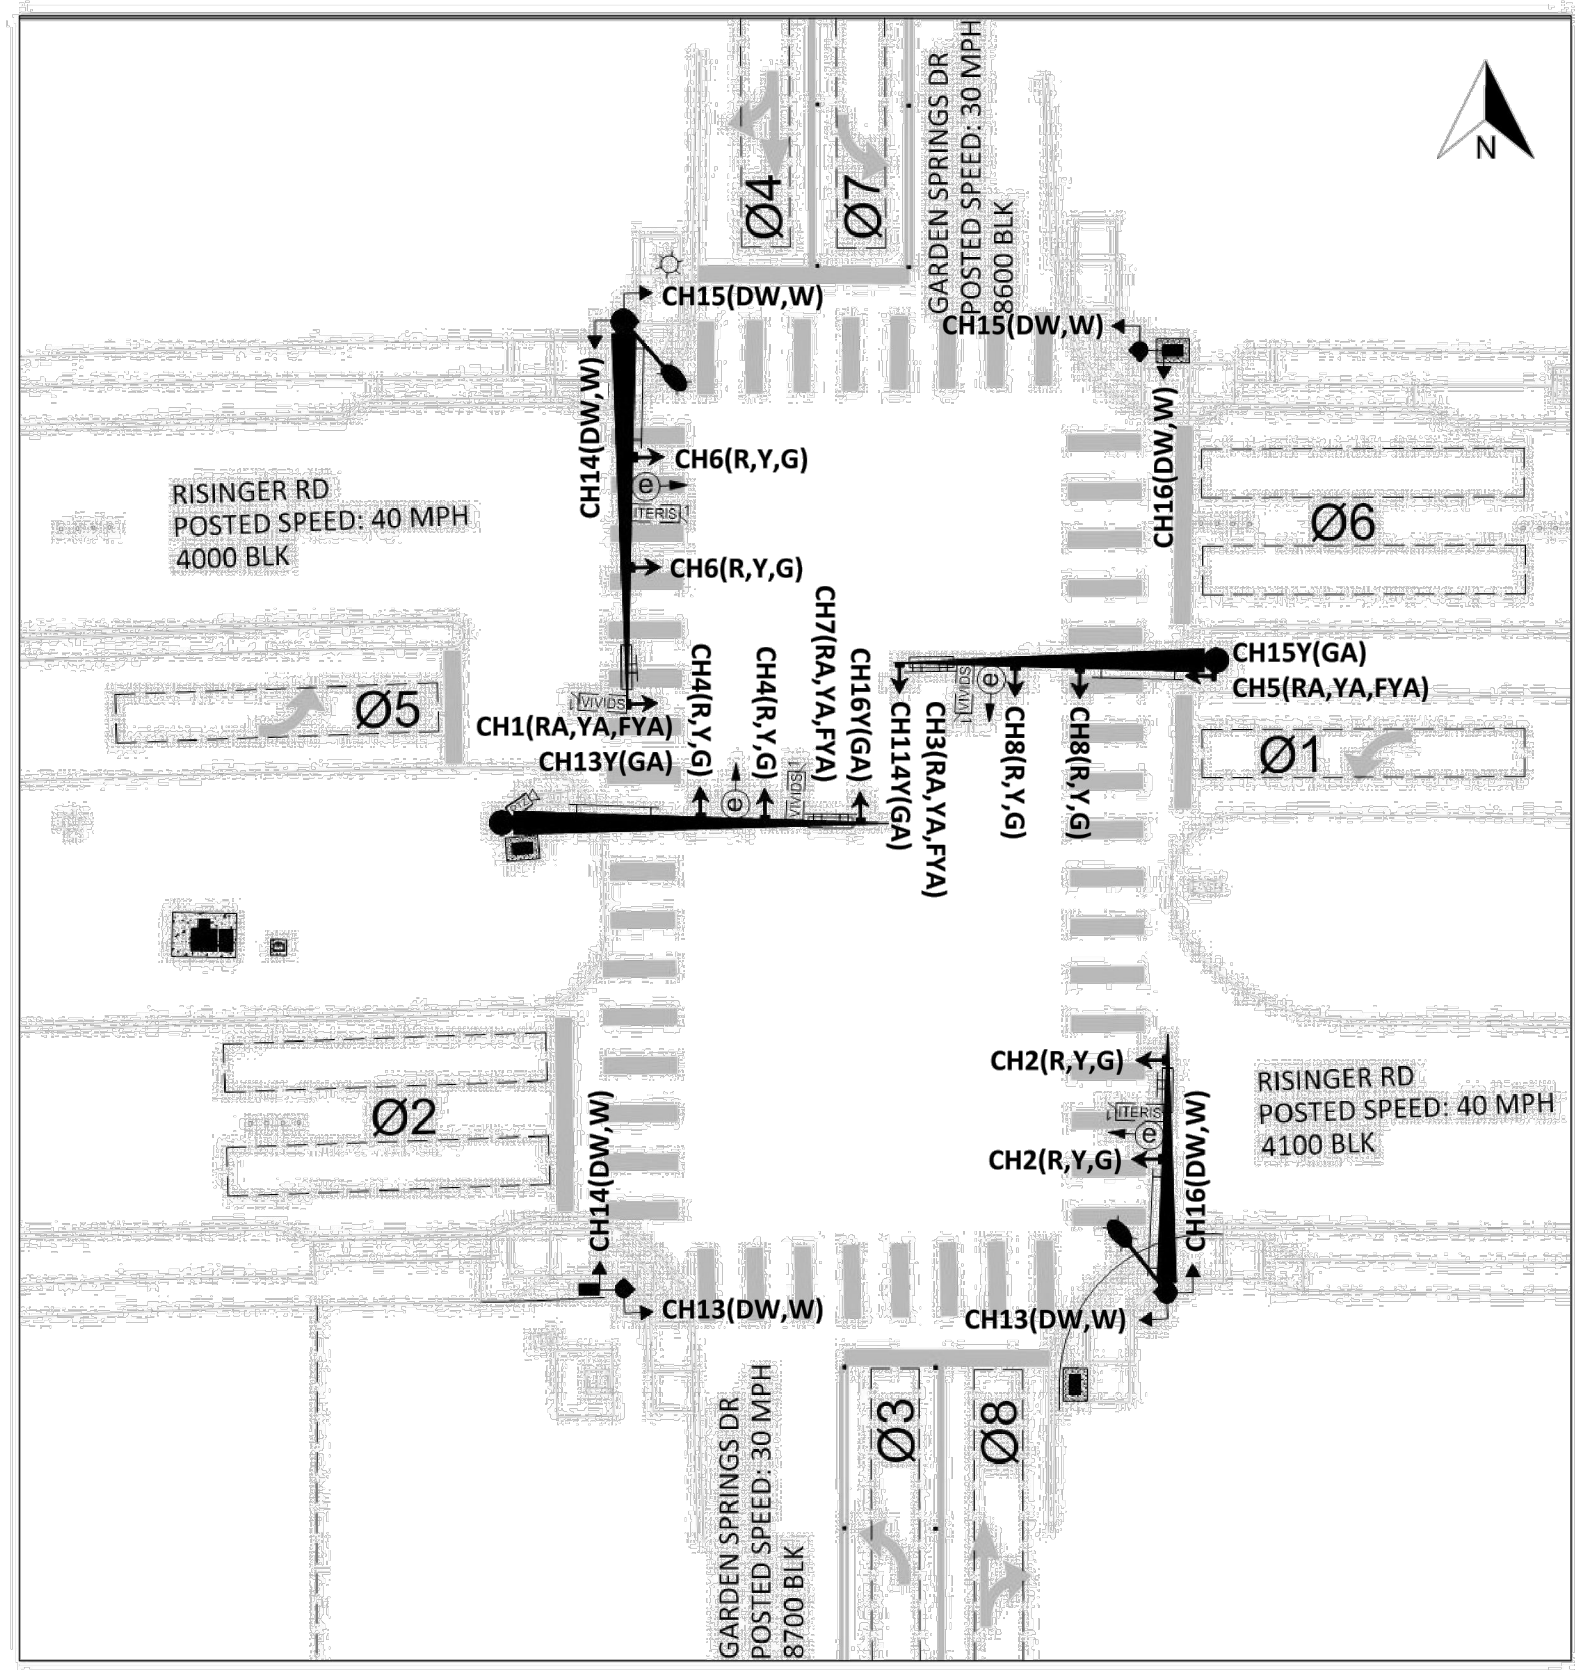 GARDEN SPRINGS DR
POSTED SPEED: 30 MPH
8600 BLK
N
Ø4
Ø7
CH15(DW,W)
CH15(DW,W)
CH14(DW,W)
CH16(DW,W)
CH6(R,Y,G)
e
ITERIS
CH6(R,Y,G)
RISINGER RD
POSTED SPEED: 40 MPH
4000 BLK
Ø6
Ø5
VIVIDS
CH1(RA,YA,FYA)
CH13Y(GA)
CH4(R,Y,G)
CH4(R,Y,G)
CH7(RA,YA,FYA)
CH16Y(GA)
e
VIVIDS
CH15Y(GA)
CH5(RA,YA,FYA)
VIVIDS
e
CH114Y(GA)
CH3(RA,YA,FYA)
CH8(R,Y,G)
CH8(R,Y,G)
Ø1
Ø2
CH2(R,Y,G)
ITERIS
e
CH2(R,Y,G)
RISINGER RD
POSTED SPEED: 40 MPH
4100 BLK
CH14(DW,W)
CH16(DW,W)
CH13(DW,W)
CH13(DW,W)
GARDEN SPRINGS DR
POSTED SPEED: 30 MPH
8700 BLK
Ø3
Ø8